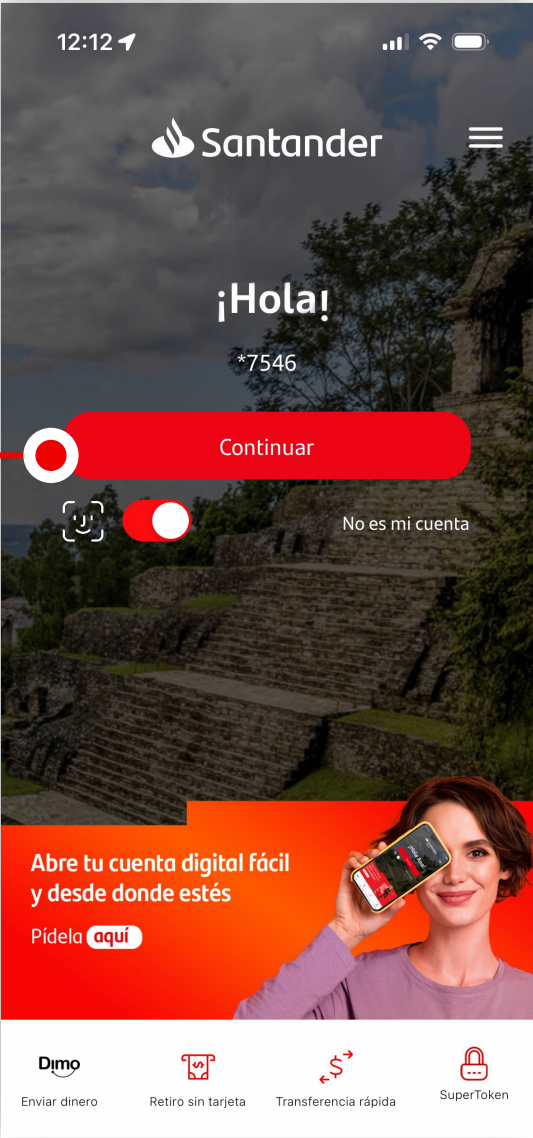 12:12
Santander
¡Hola!
*7546
Continuar
No es mi cuenta
Abre tu cuenta digital fácil
y desde donde estés
Pídela aquí
Dimo
Enviar dinero
Retiro sin tarjeta
Transferencia rápida
SuperToken